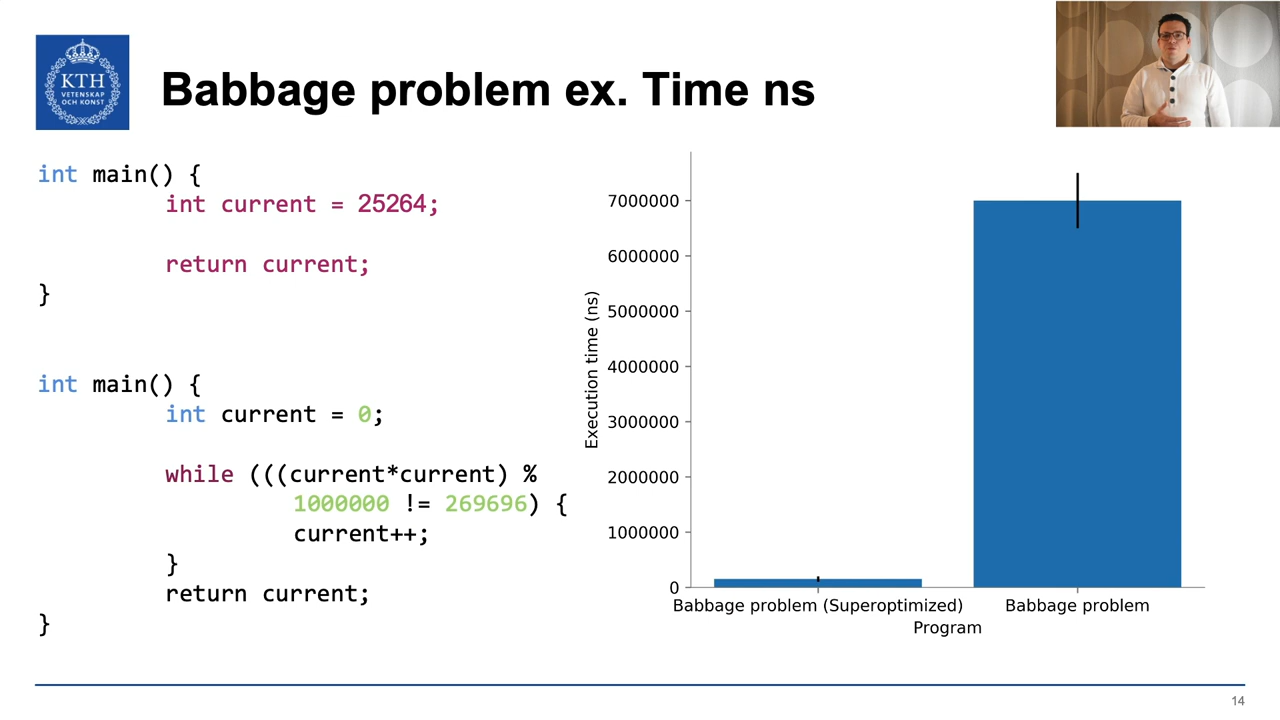 KTH
VETENSKAP
OCH KONST
Babbage problem ex. Time ns
int main() {
int current = 25264;
return current;
}
int main() {
int current = 0;
while (((current*current) %
1000000 != 269696) {
current++;
}
return current;
}
Execution time (ns)
7000000
6000000
5000000
4000000
3000000
2000000
1000000
0
Babbage problem (Superoptimized)
Babbage problem
Program
14